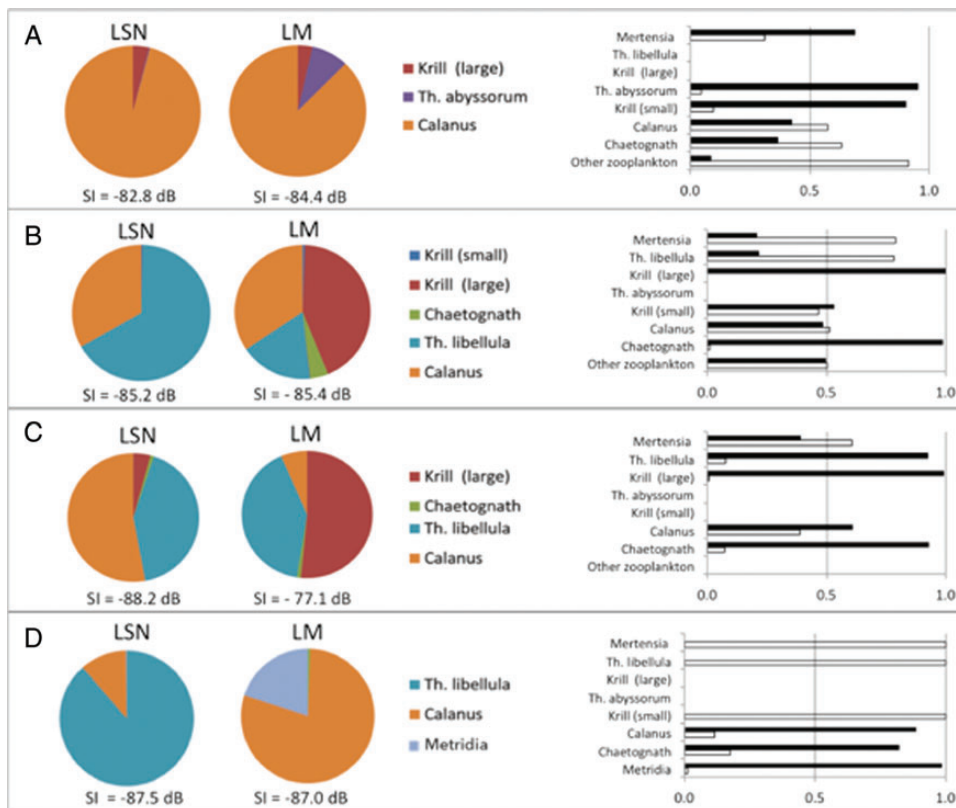 A
LSN LM
Krill (large)
Th. abyssorum
Calanus
SI = -82.8 dB SI = -84.4 dB
Mertensia
Th. libellula
Krill (large)
Th. abyssorum
Krill (small)
Calanus
Chaetognath
Other zooplankton
0.0 0.5 1.0
B
LSN LM
Krill (small)
Krill (large)
Chaetognath
Th. libellula
Calanus
SI = -85.2 dB SI = - 85.4 dB
Mertensia
Th. libellula
Krill (large)
Th. abyssorum
Krill (small)
Calanus
Chaetognath
Other zooplankton
0.0 0.5 1.0
C
LSN LM
Krill (large)
Chaetognath
Th. libellula
Calanus
SI = -88.2 dB SI = - 77.1 dB
Mertensia
Th. libellula
Krill (large)
Th. abyssorum
Krill (small)
Calanus
Chaetognath
Other zooplankton
0.0 0.5 1.0
D
LSN LM
Th. libellula
Calanus
Metridia
SI = -87.5 dB SI = -87.0 dB
Mertensia
Th. libellula
Krill (large)
Th. abyssorum
Krill (small)
Calanus
Chaetognath
Metridia
0.0 0.5 1.0